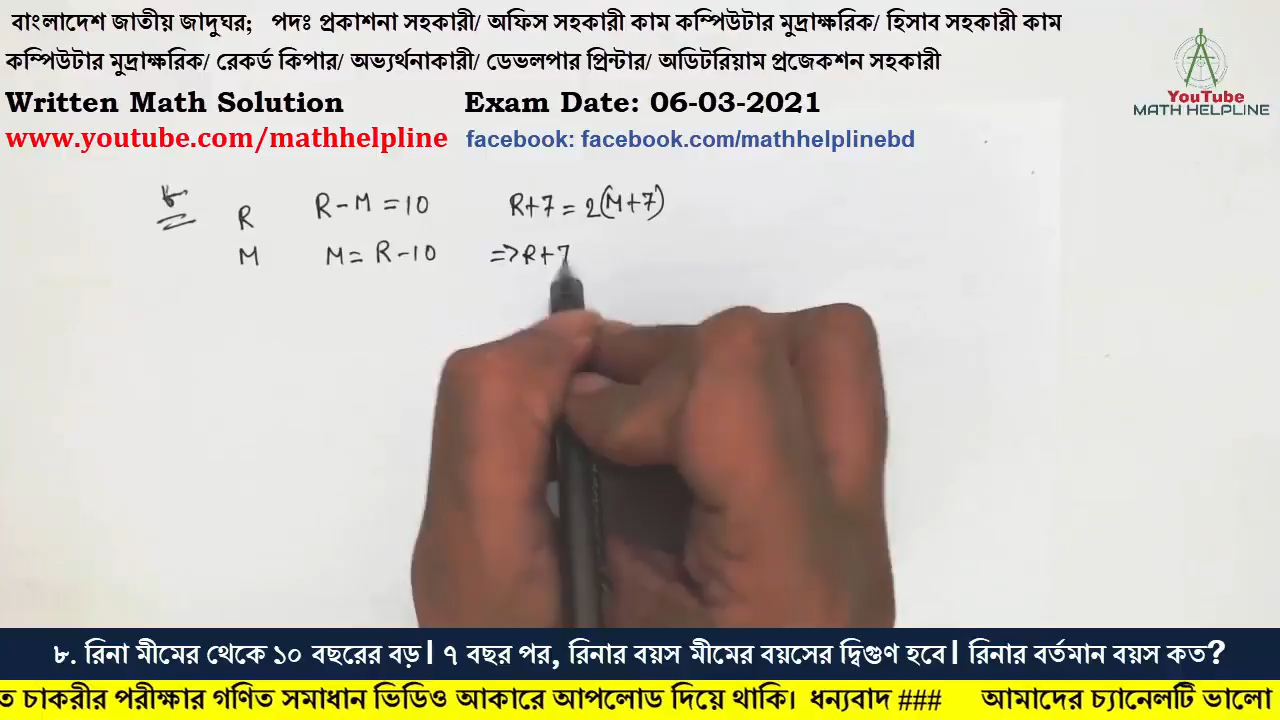 বাংলাদেশ জাতীয় জাদুঘর; পদঃ প্রকাশনা সহকারী/ অফিস সহকারী কাম কম্পিউটার মুদ্রাক্ষরিক/ হিসাব সহকারী কাম
কম্পিউটার মুদ্রাক্ষরিক/ রেকর্ড কিপার/ অভ্যর্থনাকারী/ ডেভলপার প্রিন্টার/ অডিটরিয়াম প্রজেকশন সহকারী
Written Math Solution Exam Date: 06-03-2021
YouTube
MATH HELPLINE
www.youtube.com/mathhelpline facebook: facebook.com/mathhelplinebd
৮
R R-M=10 R+7=2(M+7)
M M=R-10 =>R+7
৮. রিনা মীমের থেকে ১০ বছরের বড়। ৭ বছর পর, রিনার বয়স মীমের বয়সের দ্বিগুণ হবে। রিনার বর্তমান বয়স কত?
ত চাকরীর পরীক্ষার গণিত সমাধান ভিডিও আকারে আপলোড দিয়ে থাকি। ধন্যবাদ ### আমাদের চ্যানেলটি ভালো